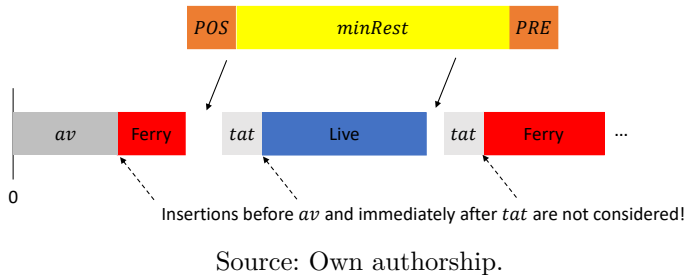 POS minRest PRE
av Ferry tat Live tat Ferry ...
0
Insertions before av and immediately after tat are not considered!
Source: Own authorship.